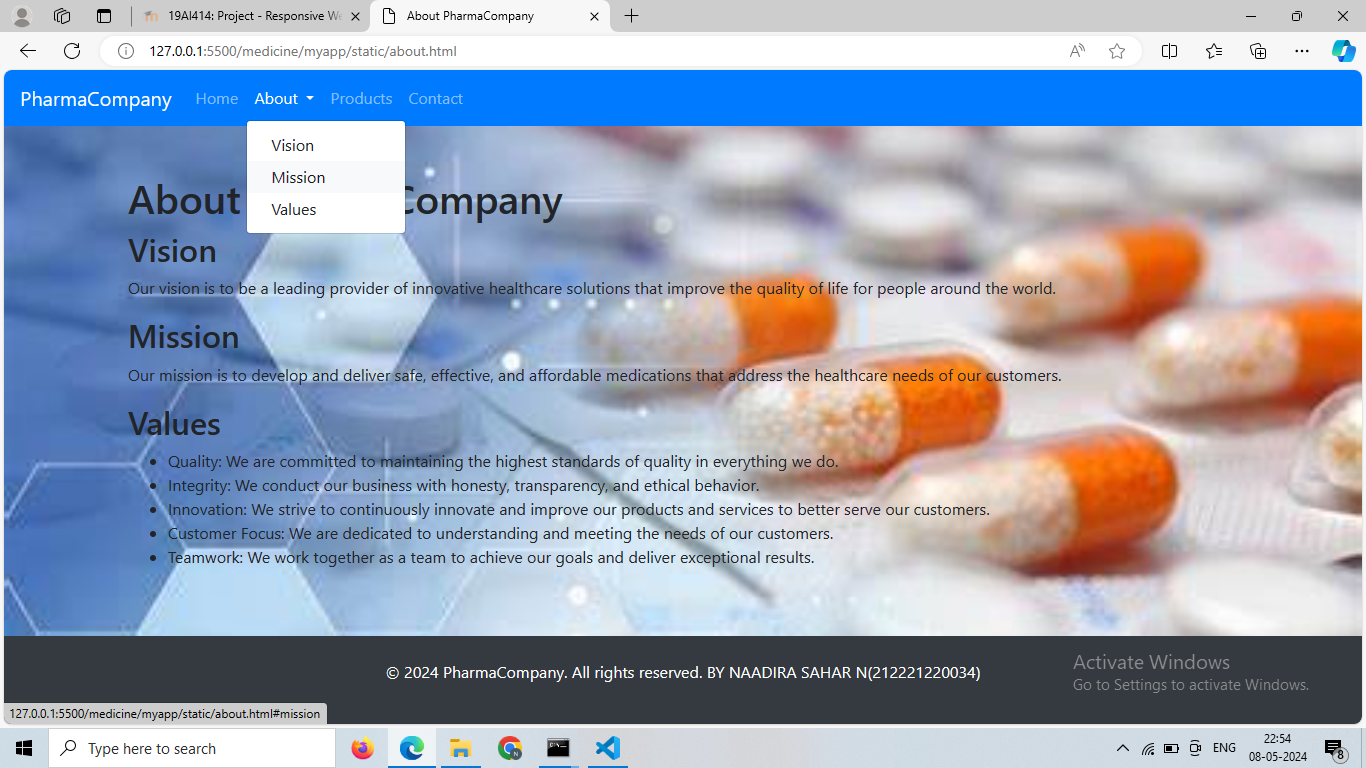 19AI414: Project - Responsive We
About PharmaCompany
127.0.0.1:5500/medicine/myapp/static/about.html
PharmaCompany Home About Products Contact
Vision
Mission
Values
About Company
Vision
Our vision is to be a leading provider of innovative healthcare solutions that improve the quality of life for people around the world.
Mission
Our mission is to develop and deliver safe, effective, and affordable medications that address the healthcare needs of our customers.
Values
• Quality: We are committed to maintaining the highest standards of quality in everything we do.
• Integrity: We conduct our business with honesty, transparency, and ethical behavior.
• Innovation: We strive to continuously innovate and improve our products and services to better serve our customers.
• Customer Focus: We are dedicated to understanding and meeting the needs of our customers.
• Teamwork: We work together as a team to achieve our goals and deliver exceptional results.
© 2024 PharmaCompany. All rights reserved. BY NAADIRA SAHAR N(212221220034)
Activate Windows
Go to Settings to activate Windows.
127.0.0.1:5500/medicine/myapp/static/about.html#mission
Type here to search
ENG
22:54
08-05-2024
8